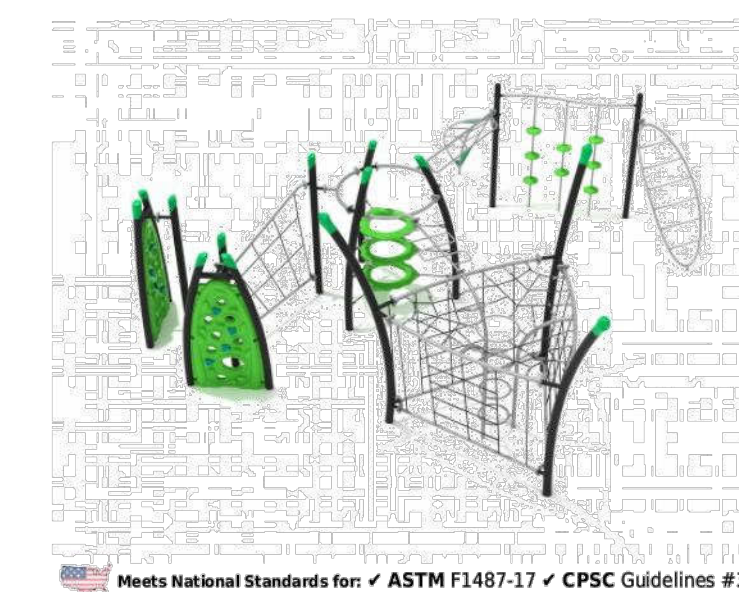 Meets National Standards for: ✔ ASTM F1487-17 ✔ CPSC Guidelines #